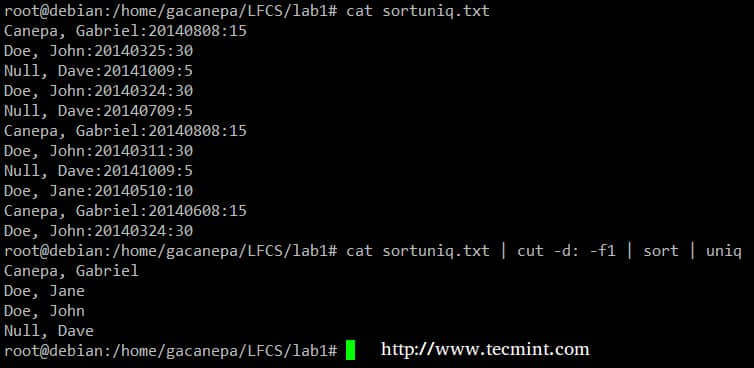 root@debian:/home/gacanepa/LFCS/lab1# cat sortuniq.txt
Canepa, Gabriel:20140808:15
Doe, John:20140325:30
Null, Dave:20141009:5
Doe, John:20140324:30
Null, Dave:20140709:5
Canepa, Gabriel:20140808:15
Doe, John:20140311:30
Null, Dave:20141009:5
Doe, Jane:20140510:10
Canepa, Gabriel:20140608:15
Doe, John:20140324:30
root@debian:/home/gacanepa/LFCS/lab1# cat sortuniq.txt | cut -d: -f1 | sort | uniq
Canepa, Gabriel
Doe, Jane
Doe, John
Null, Dave
root@debian:/home/gacanepa/LFCS/lab1# http://www.tecmint.com